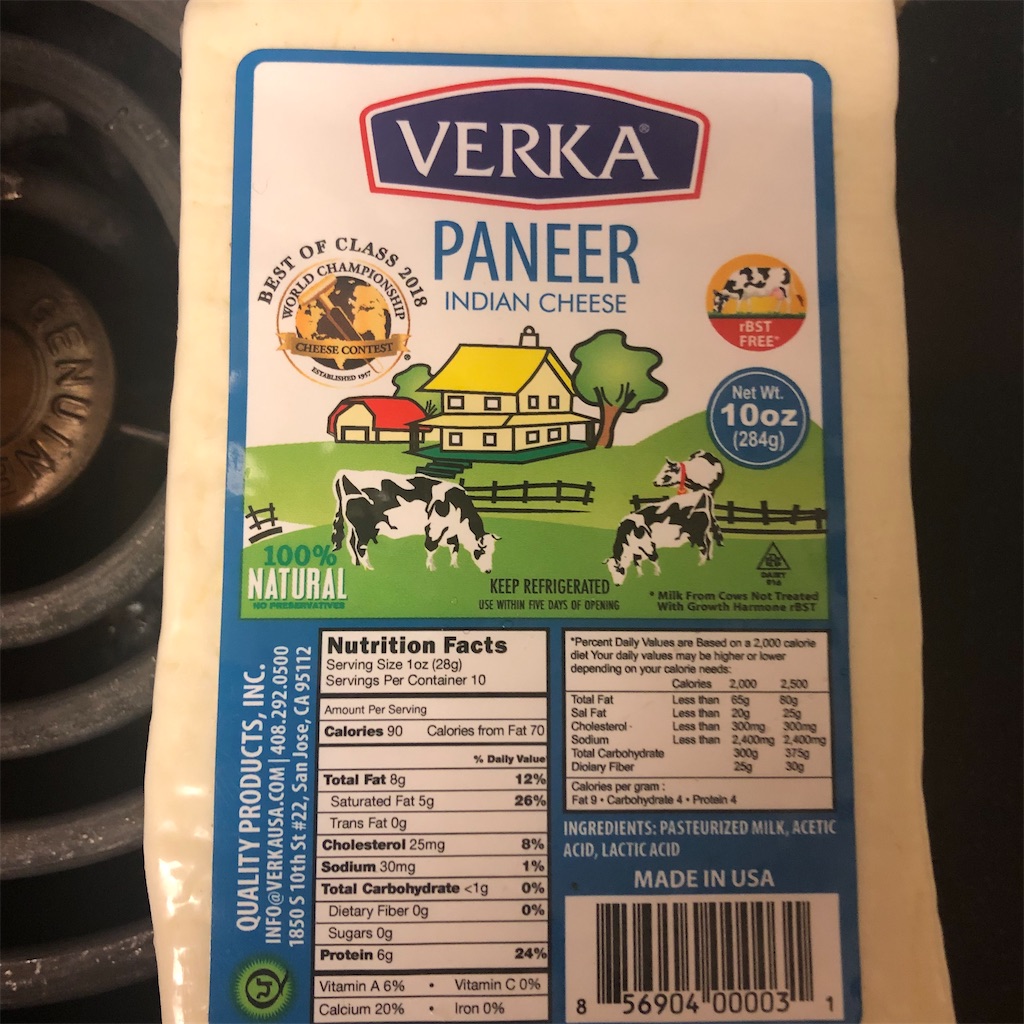 VERKA®
PANEER
INDIAN CHEESE
BEST OF CLASS 2018
WORLD CHAMPIONSHIP
CHEESE CONTEST
®
ESTABLISHED 1957
rBST
FREE*
Net Wt.
10oz
(284g)
100%
NATURAL
NO PRESERVATIVES
KEEP REFRIGERATED
USE WITHIN FIVE DAYS OF OPENING
DAIRY
* Milk From Cows Not Treated
With Growth Harmone rBST
QUALITY PRODUCTS, INC.
INFO@VERKAUSA.COM | 408.292.0500
1850 S 10th St #22, San Jose, CA 95112
Nutrition Facts
Serving Size 1oz (28g)
Servings Per Container 10
Amount Per Serving
Calories 90 Calories from Fat 70
% Daily Value
Total Fat 8g 12%
Saturated Fat 5g 26%
Trans Fat 0g
Cholesterol 25mg 8%
Sodium 30mg 1%
Total Carbohydrate <1g 0%
Dietary Fiber 0g 0%
Sugars 0g
Protein 6g 24%
Vitamin A 6% • Vitamin C 0%
Calcium 20% • Iron 0%
*Percent Daily Values are Based on a 2,000 calorie
diet Your daily values may be higher or lower
depending on your calorie needs:
Calories 2,000 2,500
Total Fat Less than 65g 80g
Sal Fat Less than 20g 25g
Cholesterol Less than 300mg 300mg
Sodium Less than 2,400mg 2,400mg
Total Carbohydrate 300g 375g
Diolary Fiber 25g 30g
Calories per gram :
Fat 9 • Carbohydrate 4 • Protein 4
INGREDIENTS: PASTEURIZED MILK, ACETIC
ACID, LACTIC ACID
MADE IN USA
8 56904 00003 1
GENUIN